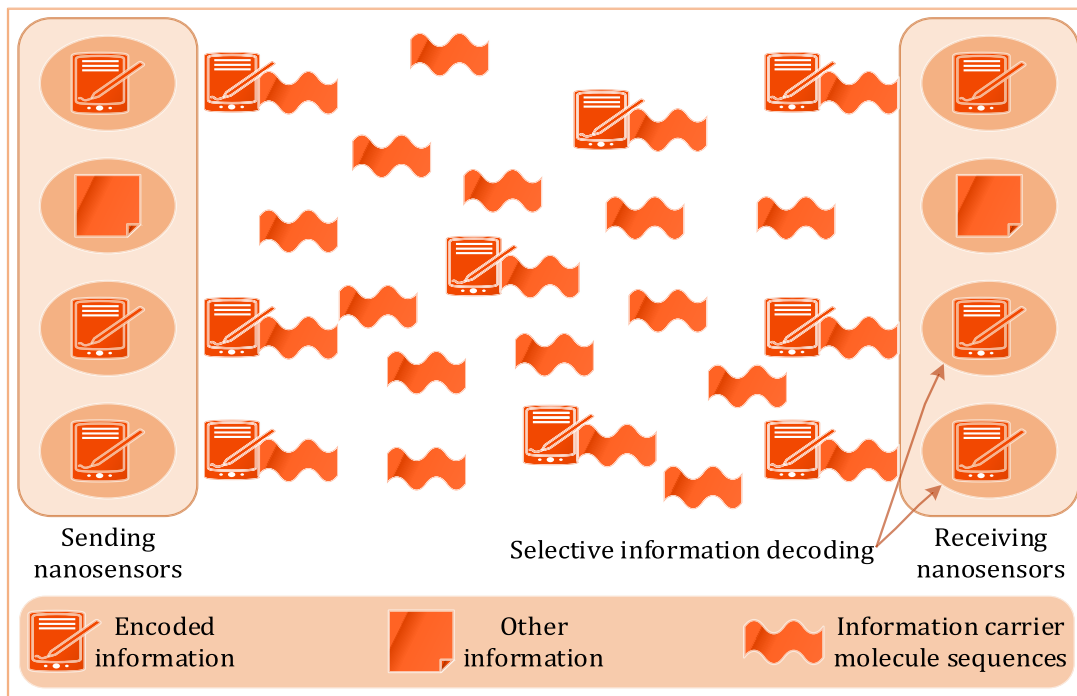 Sending
nanosensors
Selective information decoding
Receiving
nanosensors
Encoded
information
Other
information
Information carrier
molecule sequences